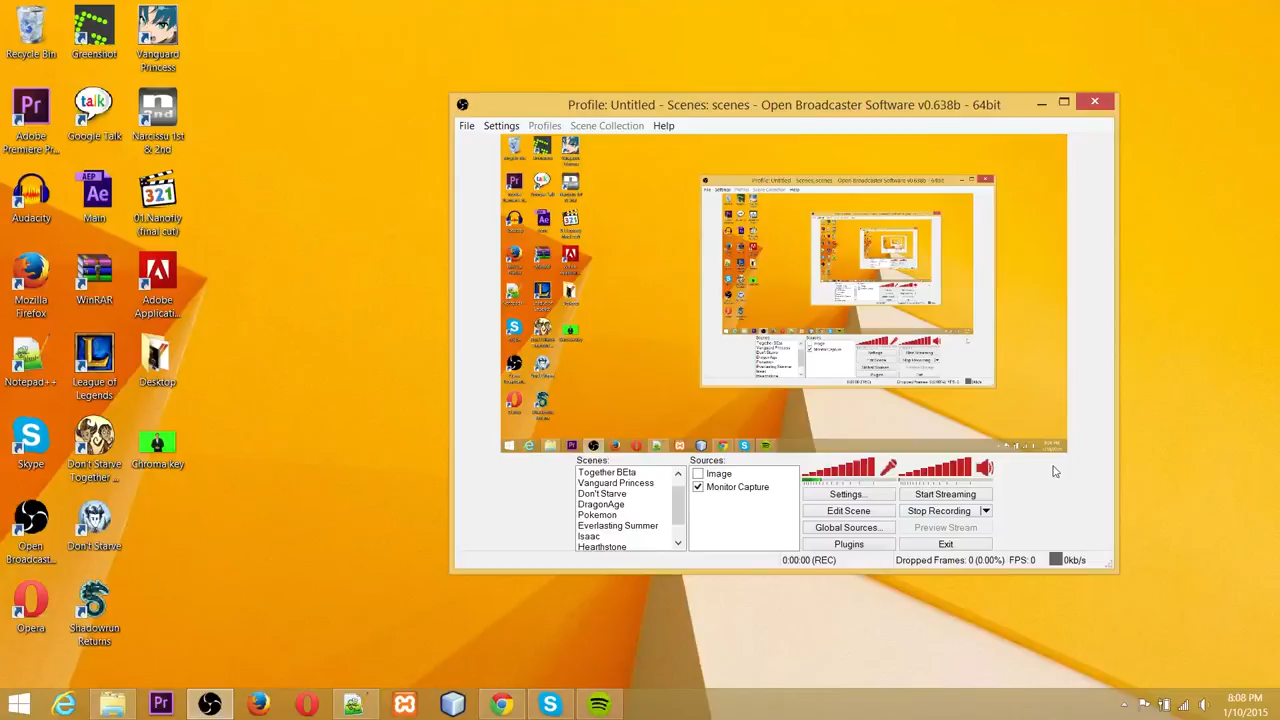 Recycle Bin
Greenshot
Vanguard
Princess
Adobe
Premiere Pr...
Google Talk
Narcissu 1st
& 2nd
Audacity
Main
01.Nanofly
(final cut)
Mozilla
Firefox
WinRAR
Adobe
Applicati...
Notepad++
League of
Legends
Desktop
Skype
Don't Starve
Together ...
Chroma Key
Open
Broadcast...
Don't Starve
Opera
Shadowrun
Returns
Profile: Untitled - Scenes: scenes - Open Broadcaster Software v0.638b - 64bit
File Settings Profiles Scene Collection Help
Scenes:
Together BEta
Vanguard Princess
Don't Starve
DragonAge
Pokemon
Everlasting Summer
Isaac
Hearthstone
Sources:
Image
Monitor Capture
Settings... Start Streaming
Edit Scene Stop Recording
Global Sources... Preview Stream
Plugins Exit
0:00:00 (REC) Dropped Frames: 0 (0.00%) FPS: 0 0kb/s
8:08 PM
1/10/2015